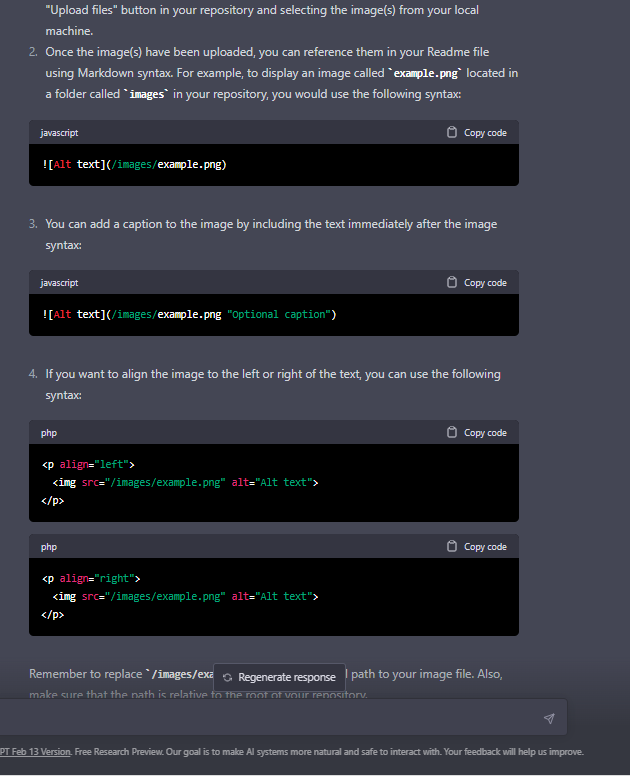 "Upload files" button in your repository and selecting the image(s) from your local
machine.
2. Once the image(s) have been uploaded, you can reference them in your Readme file
using Markdown syntax. For example, to display an image called `example.png` located in
a folder called `images` in your repository, you would use the following syntax:
javascript Copy code
![Alt text](/images/example.png)
3. You can add a caption to the image by including the text immediately after the image
syntax:
javascript Copy code
![Alt text](/images/example.png "Optional caption")
4. If you want to align the image to the left or right of the text, you can use the following
syntax:
php Copy code
<p align="left">
<img src="/images/example.png" alt="Alt text">
</p>
php Copy code
<p align="right">
<img src="/images/example.png" alt="Alt text">
</p>
Remember to replace `/images/exa Regenerate response path to your image file. Also,
make sure that the path is relative to the root of your repository.
PT Feb 13 Version. Free Research Preview. Our goal is to make AI systems more natural and safe to interact with. Your feedback will help us improve.